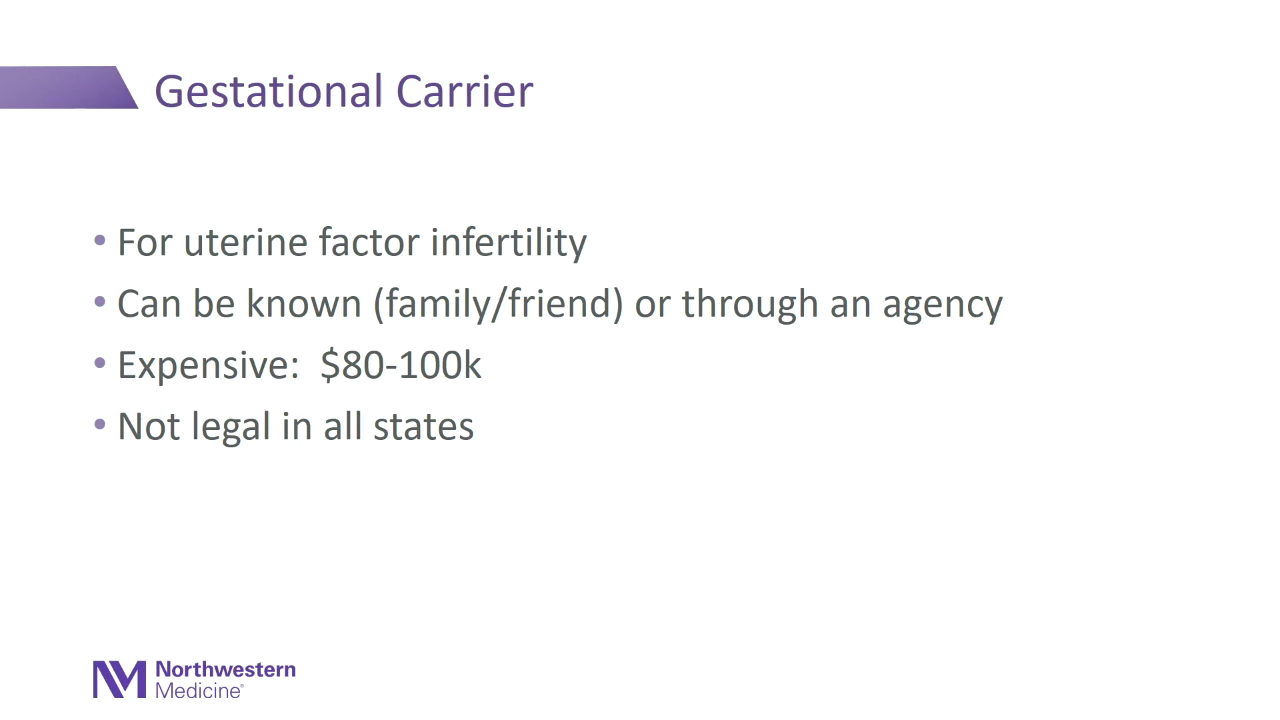 Gestational Carrier
• For uterine factor infertility
• Can be known (family/friend) or through an agency
• Expensive:  $80-100k
• Not legal in all states
Northwestern
Medicine®